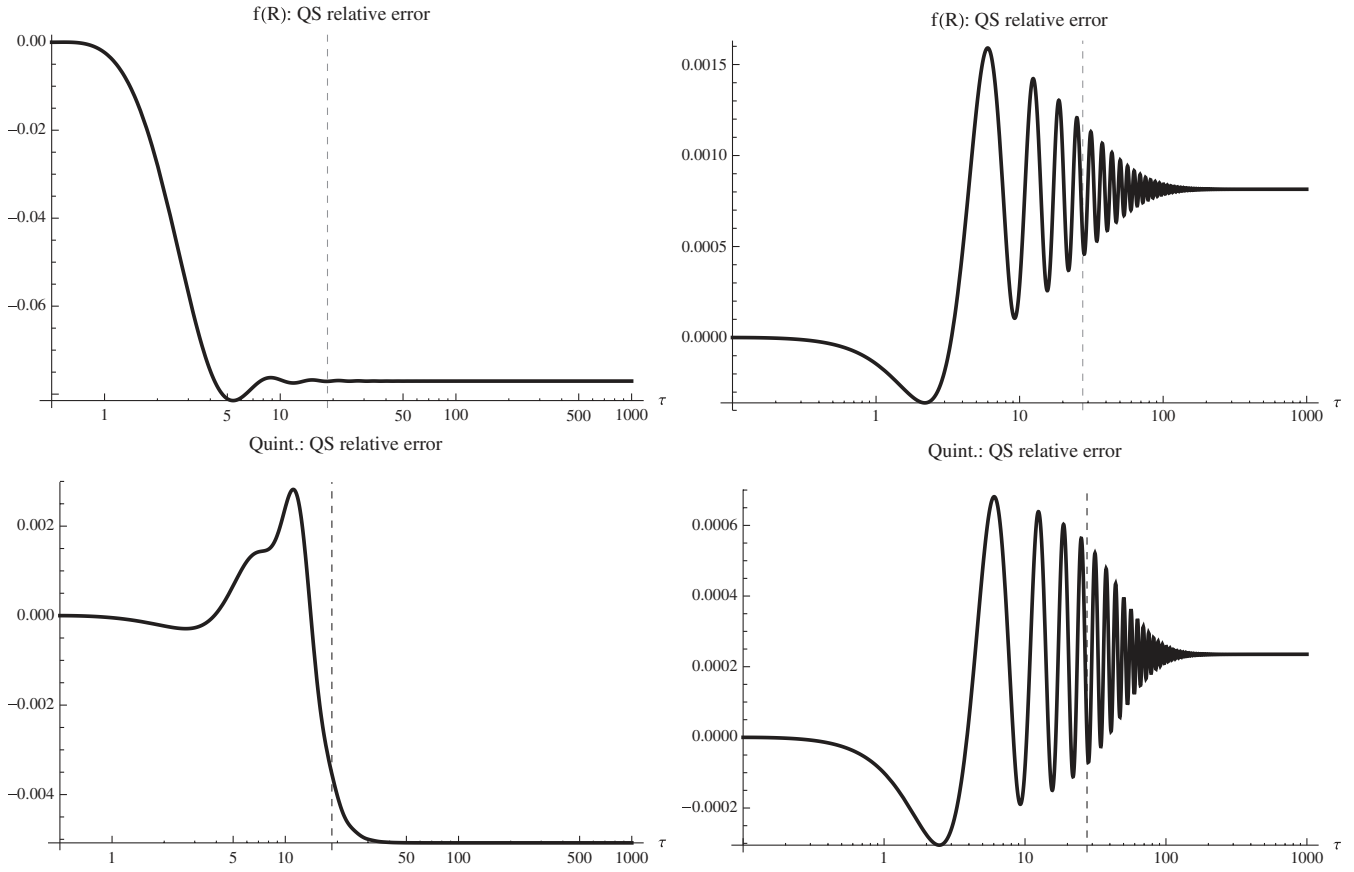 f(R): QS relative error
0.00
−0.02
−0.04
−0.06
1 5 10 50 100 500 1000 τ
f(R): QS relative error
0.0015
0.0010
0.0005
0.0000
1 10 100 1000 τ
Quint.: QS relative error
0.002
0.000
−0.002
−0.004
1 5 10 50 100 500 1000 τ
Quint.: QS relative error
0.0006
0.0004
0.0002
0.0000
−0.0002
1 10 100 1000 τ